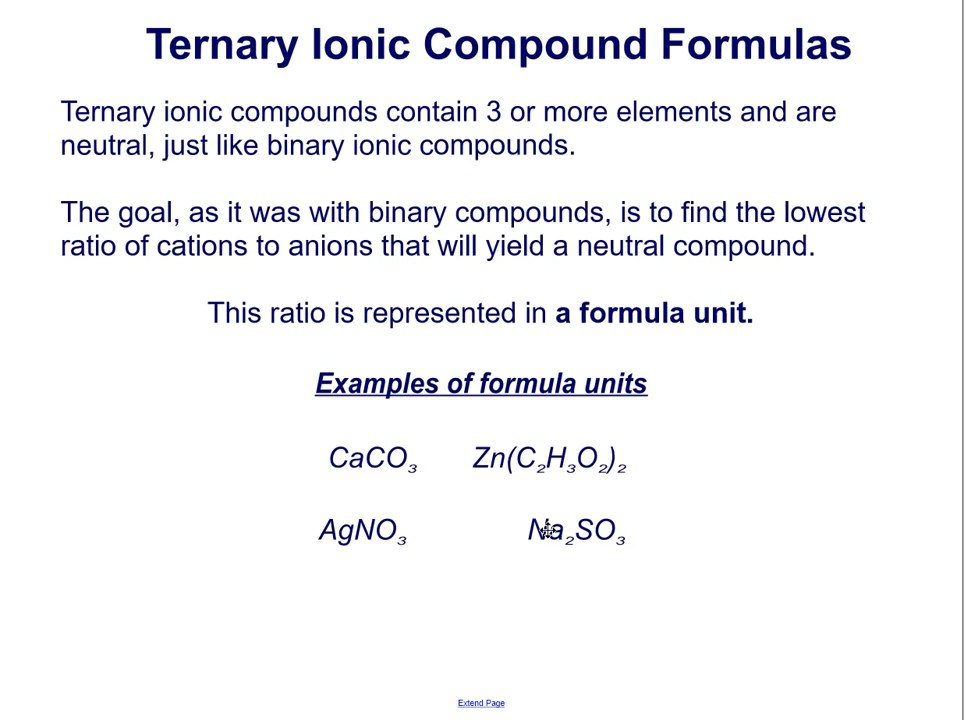 Ternary Ionic Compound Formulas
Ternary ionic compounds contain 3 or more elements and are
neutral, just like binary ionic compounds.
The goal, as it was with binary compounds, is to find the lowest
ratio of cations to anions that will yield a neutral compound.
This ratio is represented in a formula unit.
Examples of formula units
CaCO₃ Zn(C₂H₃O₂)₂
AgNO₃ Na₂SO₃
Extend Page